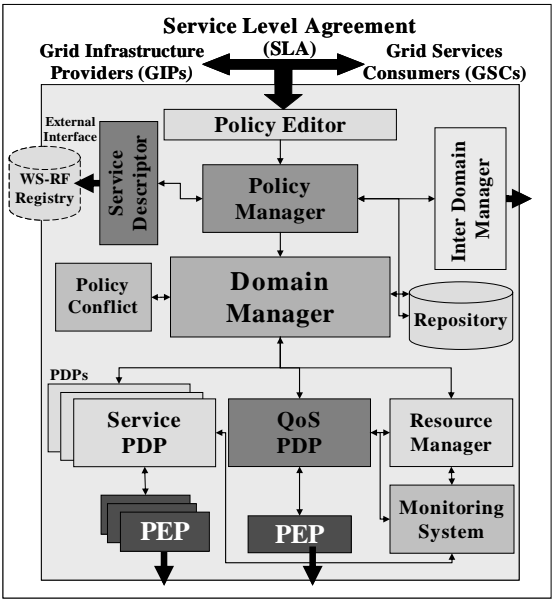 Service Level Agreement
(SLA)
Grid Infrastructure
Providers (GIPs)
Grid Services
Consumers (GSCs)
Policy Editor
External
Interface
WS-RF
Registry
Service
Descriptor
Policy
Manager
Inter Domain
Manager
Policy
Conflict
Domain
Manager
Repository
PDPs
Service
PDP
QoS
PDP
Resource
Manager
Monitoring
System
PEP
PEP